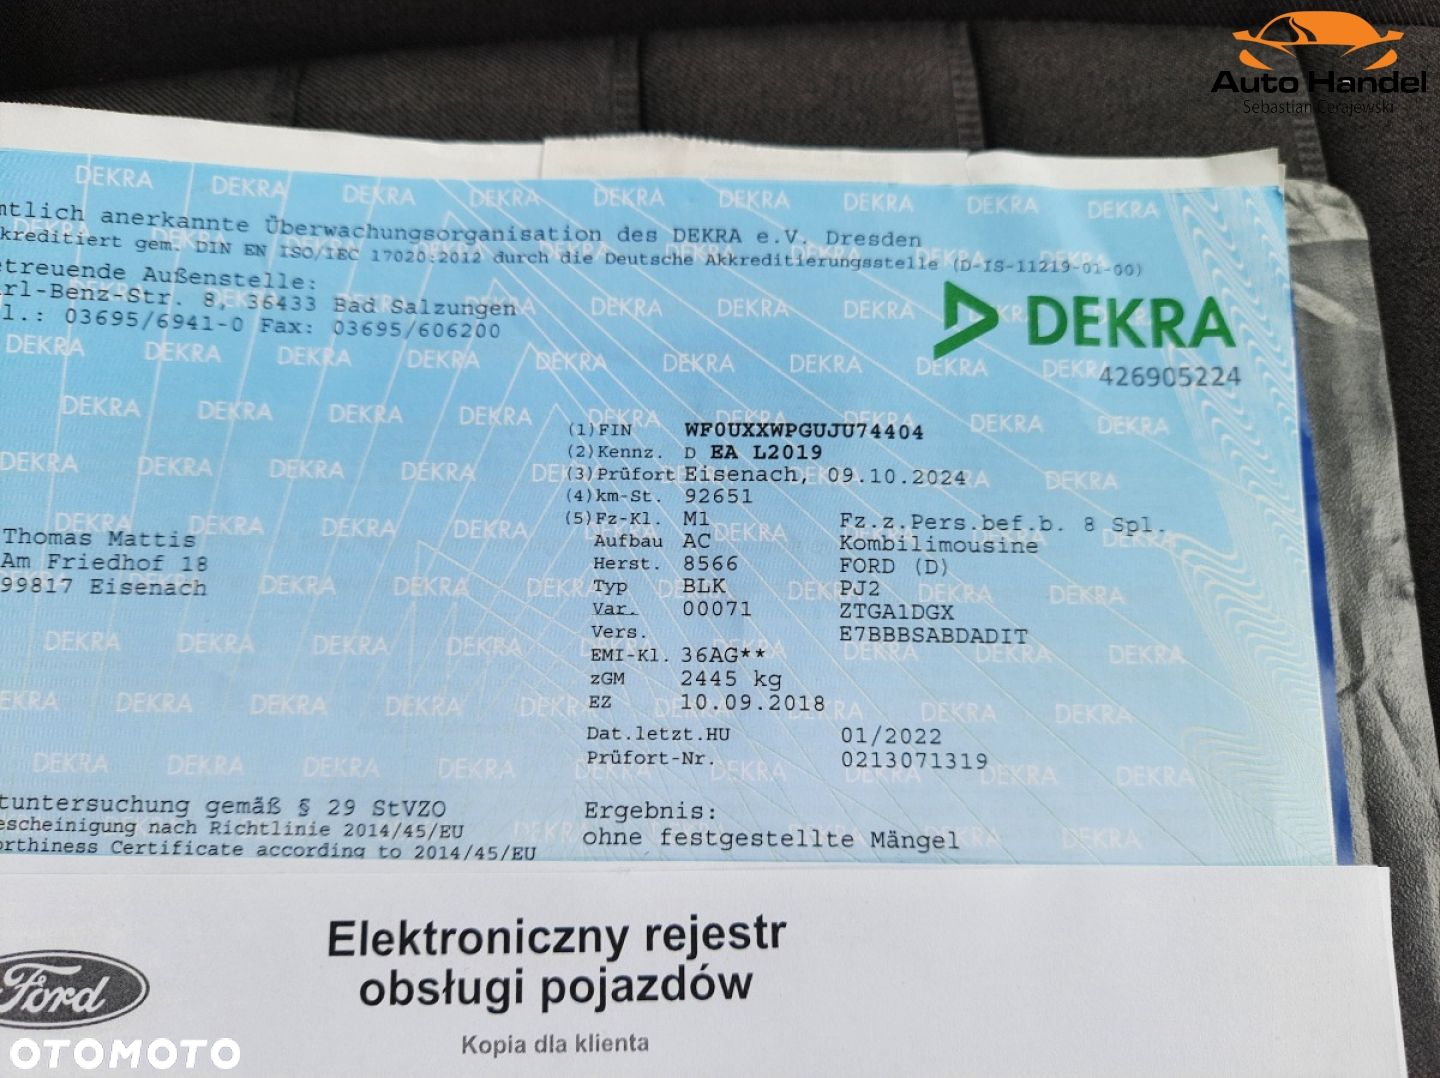 Auto Handel
Sebastian Cerajewski
mtlich anerkannte Überwachungsorganisation des DEKRA e.V. Dresden
kkreditiert gem. DIN EN ISO/IEC 17020:2012 durch die Deutsche Akkreditierungsstelle (D-IS-11219-01-00)
etreuende Außenstelle:
arl-Benz-Str. 8, 36433 Bad Salzungen
l.: 03695/6941-0 Fax: 03695/606200
DEKRA
426905224
(1) FIN WF0UXXWPGUJU74404
(2) Kennz. D EA L2019
(3) Prüfort Eisenach, 09.10.2024
(4) km-St. 92651
(5) Fz-Kl. M1 Fz.z.Pers.bef.b. 8 Spl.
Aufbau AC Kombilimousine
Herst. 8566 FORD (D)
Typ BLK PJ2
Var. 00071 ZTGA1DGX
Vers. E7BBBSABDADIT
EMI-Kl. 36AG**
zGM 2445 kg
EZ 10.09.2018
Dat.letzt.HU 01/2022
Prüfort-Nr. 0213071319
Thomas Mattis
Am Friedhof 18
99817 Eisenach
tuntersuchung gemäß § 29 StVZO
escheinigung nach Richtlinie 2014/45/EU
orthiness Certificate according to 2014/45/EU
Ergebnis:
ohne festgestellte Mängel
Elektroniczny rejestr
obsługi pojazdów
Kopia dla klienta
Ford
OTOMOTO